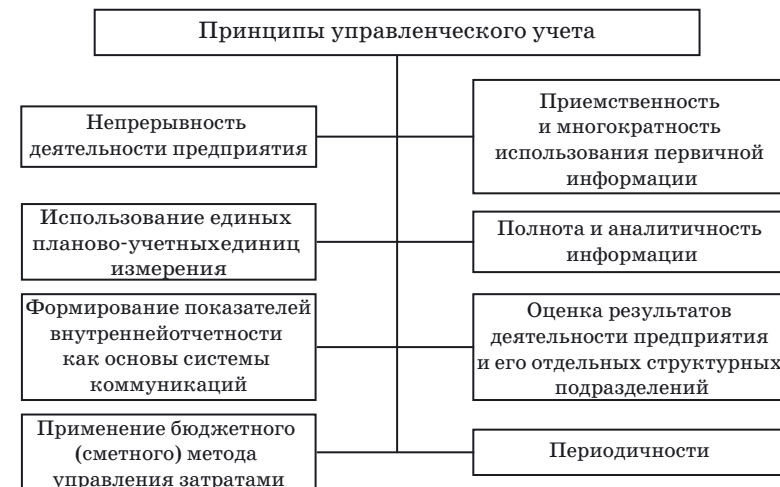 Принципы управленческого учета
Непрерывность
деятельности предприятия
Приемственность
и многократность
использования первичной
информации
Использование единых
планово-учетныхединиц
измерения
Полнота и аналитичность
информации
Формирование показателей
внутреннейотчетности
как основы системы
коммуникаций
Оценка результатов
деятельности предприятия
и его отдельных структурных
подразделений
Применение бюджетного
(сметного) метода
управления затратами
Периодичности